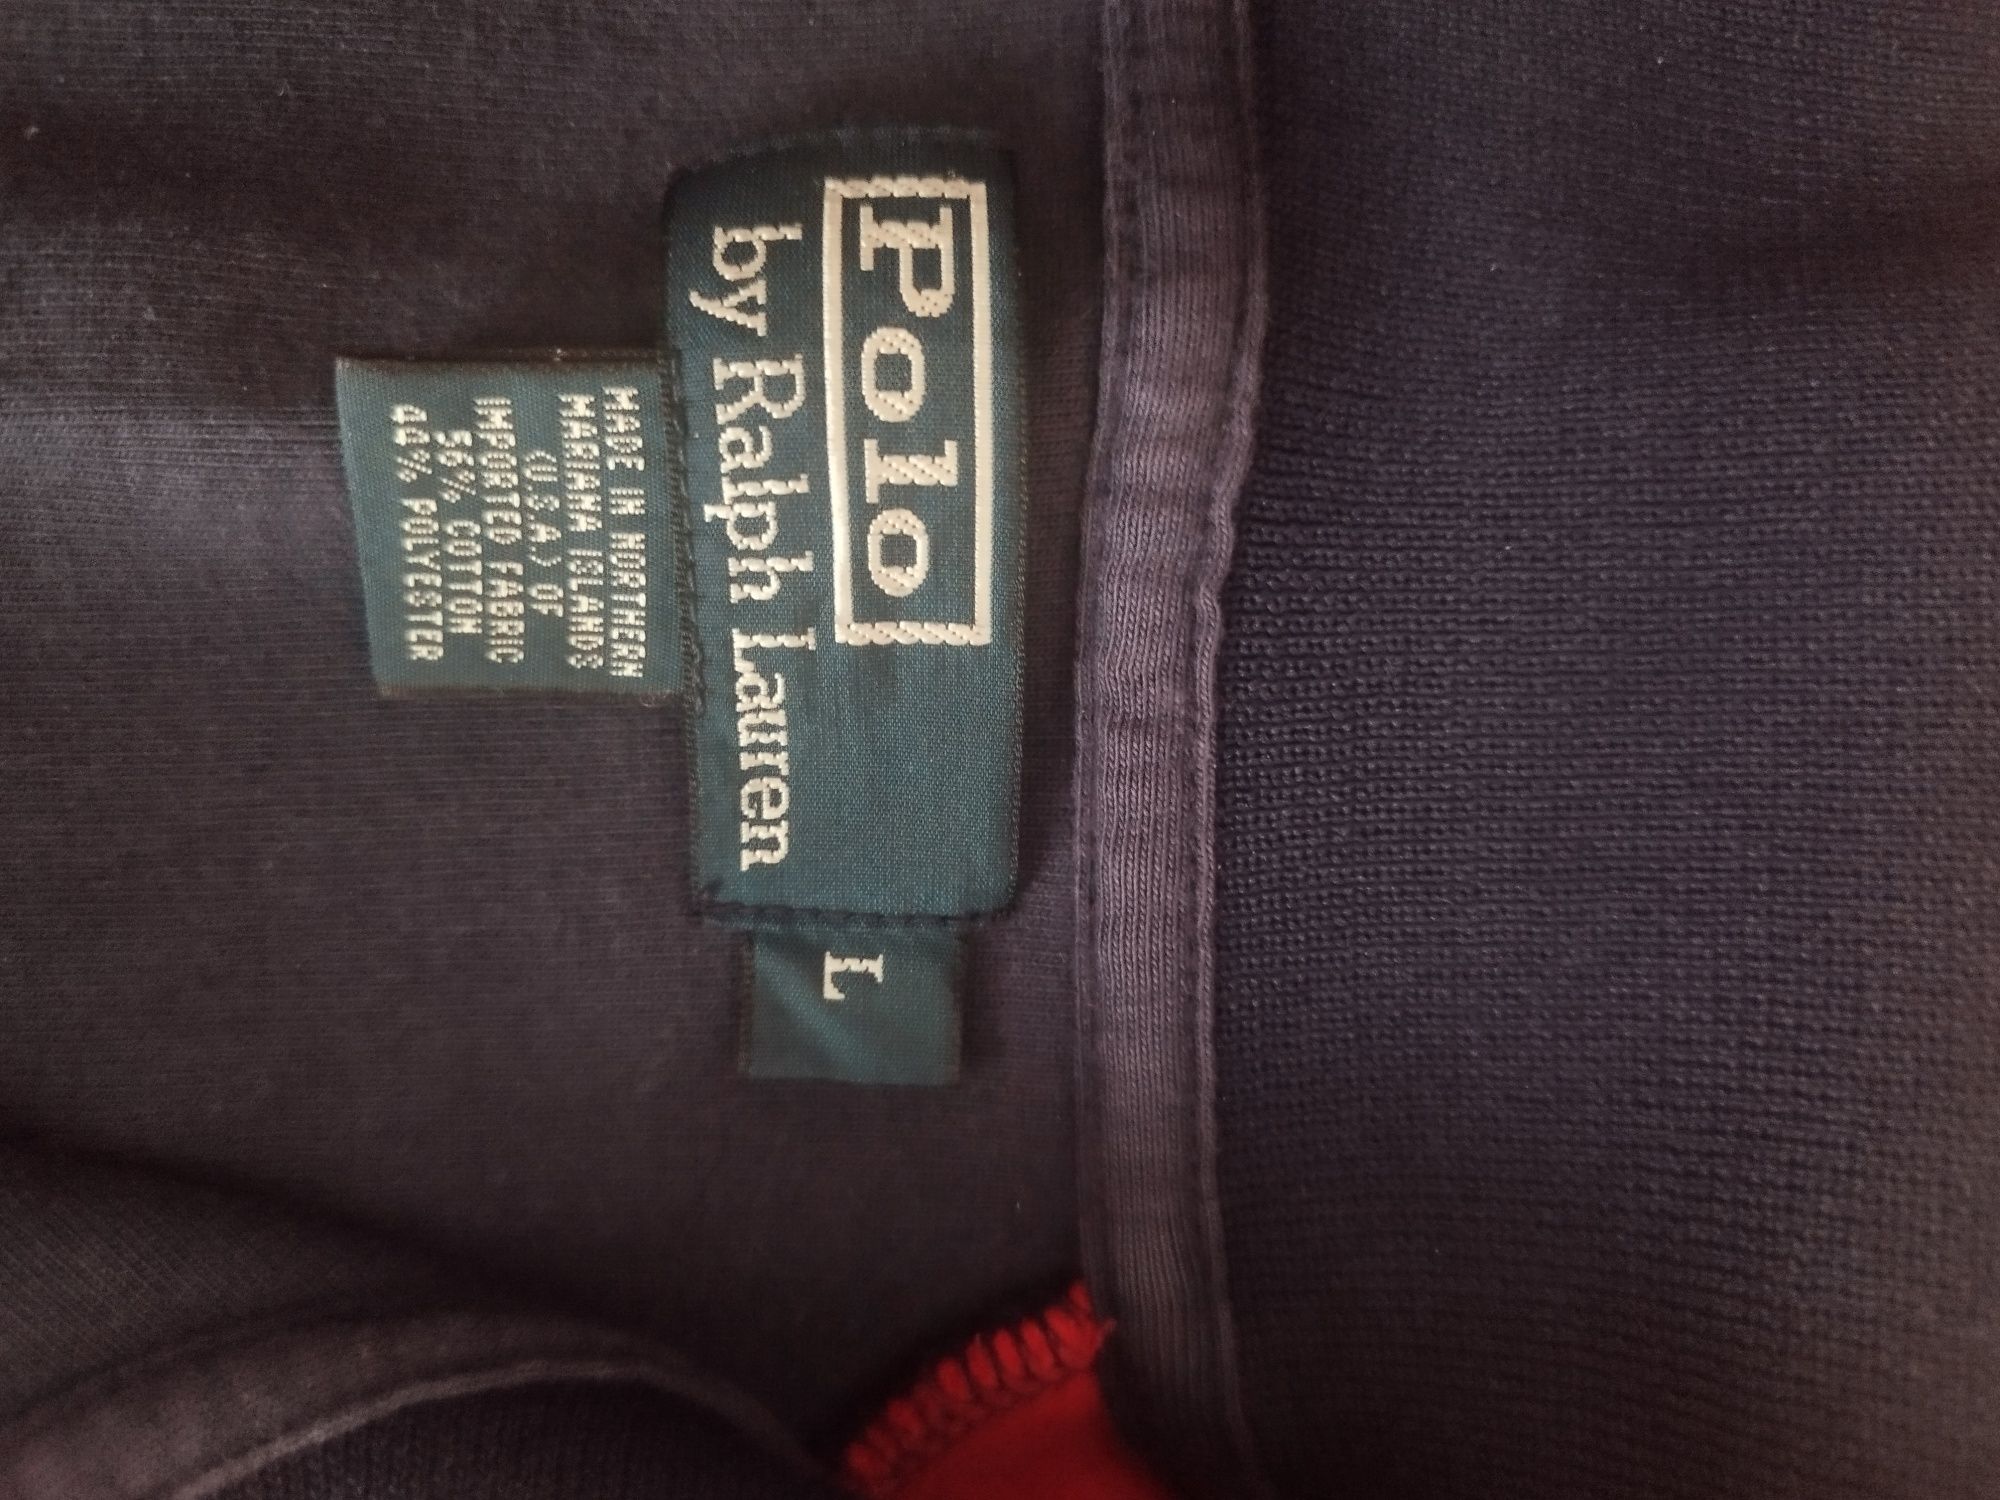 Polo
by Ralph Lauren
L
MADE IN NORTHERN
MARIANA ISLANDS
(U.S.A.) OF
IMPORTED FABRIC
56% COTTON
44% POLYESTER